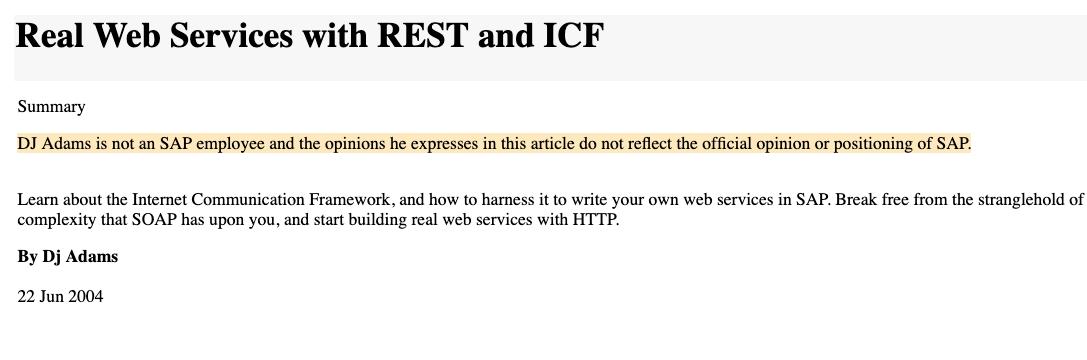 Real Web Services with REST and ICF
Summary
DJ Adams is not an SAP employee and the opinions he expresses in this article do not reflect the official opinion or positioning of SAP.
Learn about the Internet Communication Framework, and how to harness it to write your own web services in SAP. Break free from the stranglehold of
complexity that SOAP has upon you, and start building real web services with HTTP.
By Dj Adams
22 Jun 2004